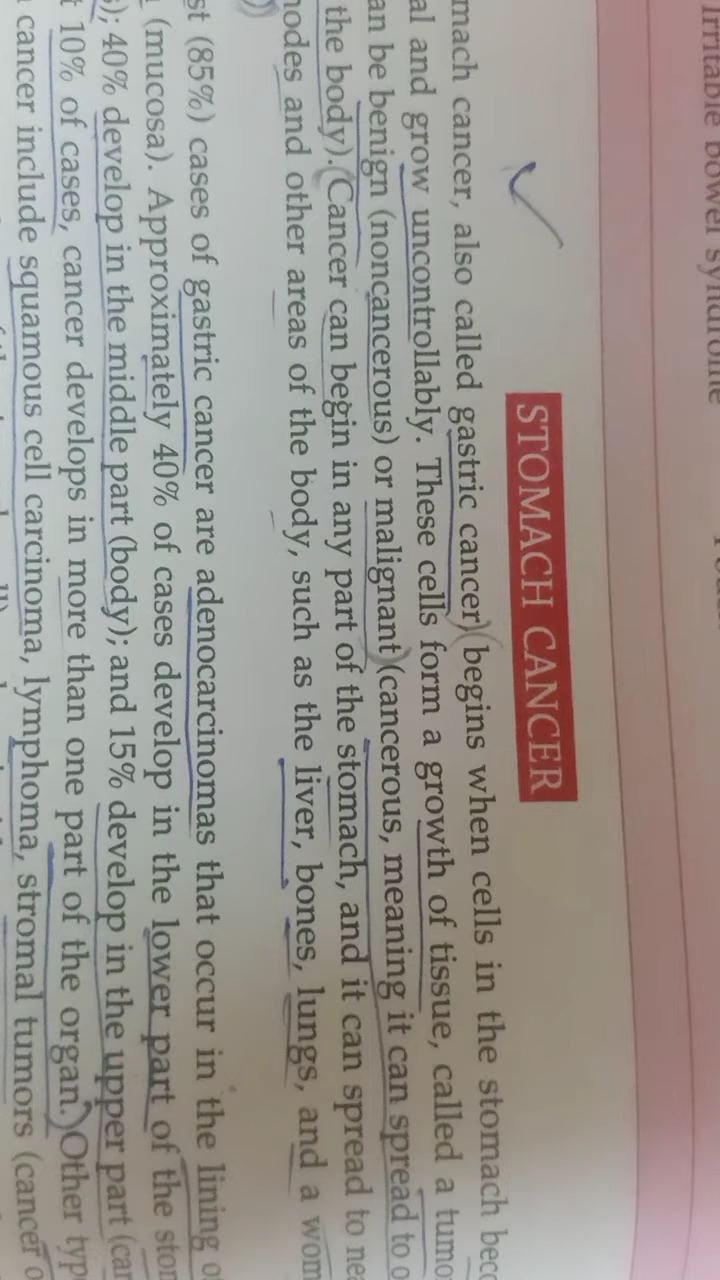 Irritable bowel syndrome
STOMACH CANCER
mach cancer, also called gastric cancer) (begins when cells in the stomach bec
al and grow uncontrollably. These cells form a growth of tissue, called a tumo
an be benign (noncancerous) or malignant (cancerous, meaning it can spread to o
the body). (Cancer can begin in any part of the stomach, and it can spread to nea
nodes and other areas of the body, such as the liver, bones, lungs, and a wom
st (85%) cases of gastric cancer are adenocarcinomas that occur in the lining o
(mucosa). Approximately 40% of cases develop in the lower part of the stom
); 40% develop in the middle part (body); and 15% develop in the upper part (car
10% of cases, cancer develops in more than one part of the organ.) Other typ
cancer include squamous cell carcinoma, lymphoma, stromal tumors (cancer o